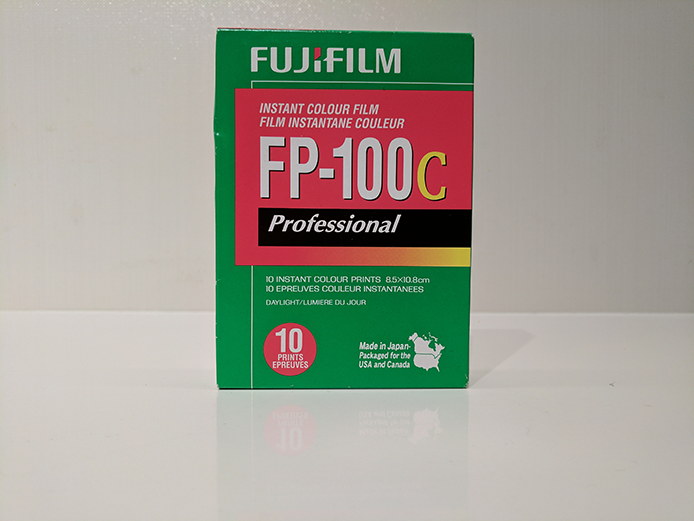 FUJIFILM
INSTANT COLOUR FILM
FILM INSTANTANE COULEUR
FP-100C
Professional
10 INSTANT COLOUR PRINTS 8.5×10.8cm
10 EPREUVES COULEUR INSTANTANEES
DAYLIGHT/LUMIERE DU JOUR
10
PRINTS
EPREUVES
Made in Japan-
Packaged for the
USA and Canada